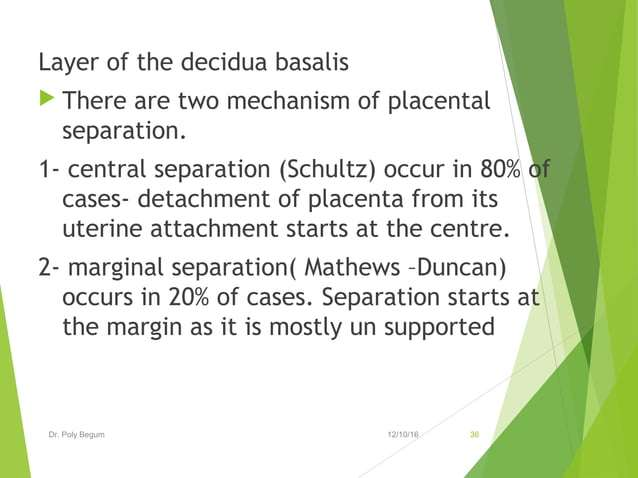 Layer of the decidua basalis
There are two mechanism of placental
separation.
1- central separation (Schultz) occur in 80% of
cases- detachment of placenta from its
uterine attachment starts at the centre.
2- marginal separation( Mathews –Duncan)
occurs in 20% of cases. Separation starts at
the margin as it is mostly un supported
Dr. Poly Begum 12/10/16 36